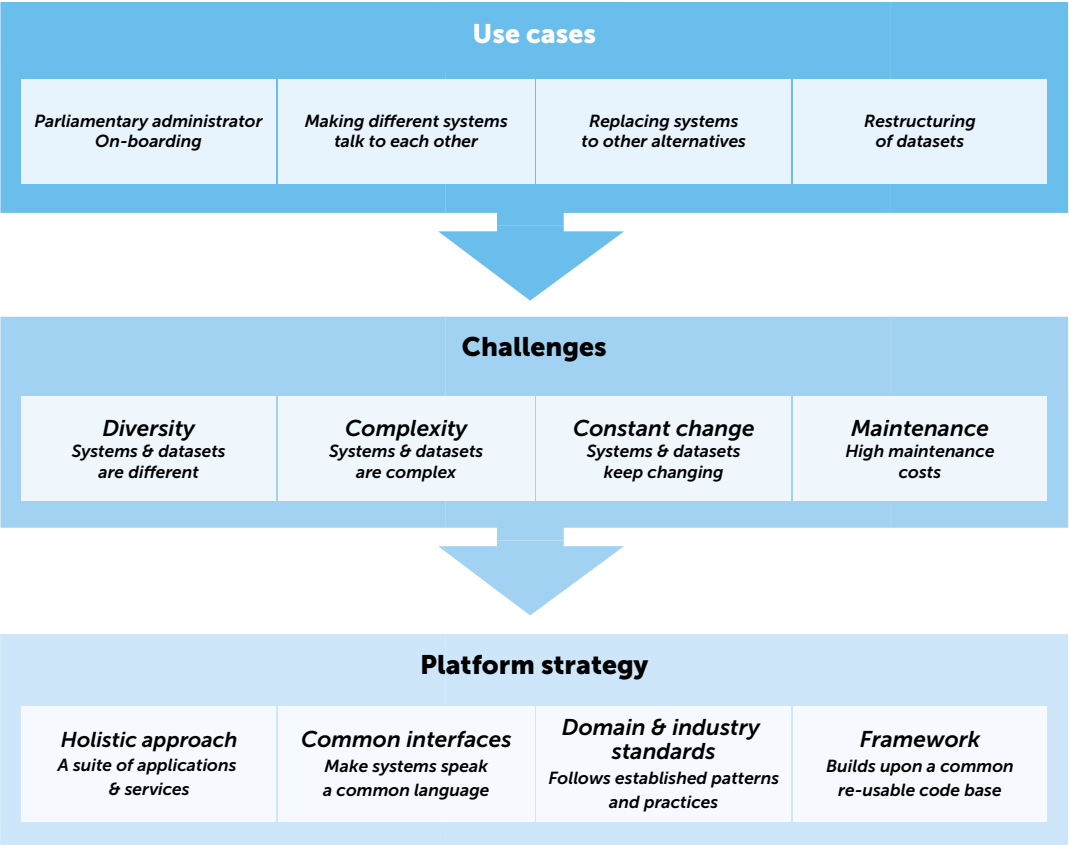 Use cases
Parliamentary administrator
On-boarding
Making different systems
talk to each other
Replacing systems
to other alternatives
Restructuring
of datasets
Challenges
Diversity
Systems & datasets
are different
Complexity
Systems & datasets
are complex
Constant change
Systems & datasets
keep changing
Maintenance
High maintenance
costs
Platform strategy
Holistic approach
A suite of applications
& services
Common interfaces
Make systems speak
a common language
Domain & industry
standards
Follows established patterns
and practices
Framework
Builds upon a common
re-usable code base